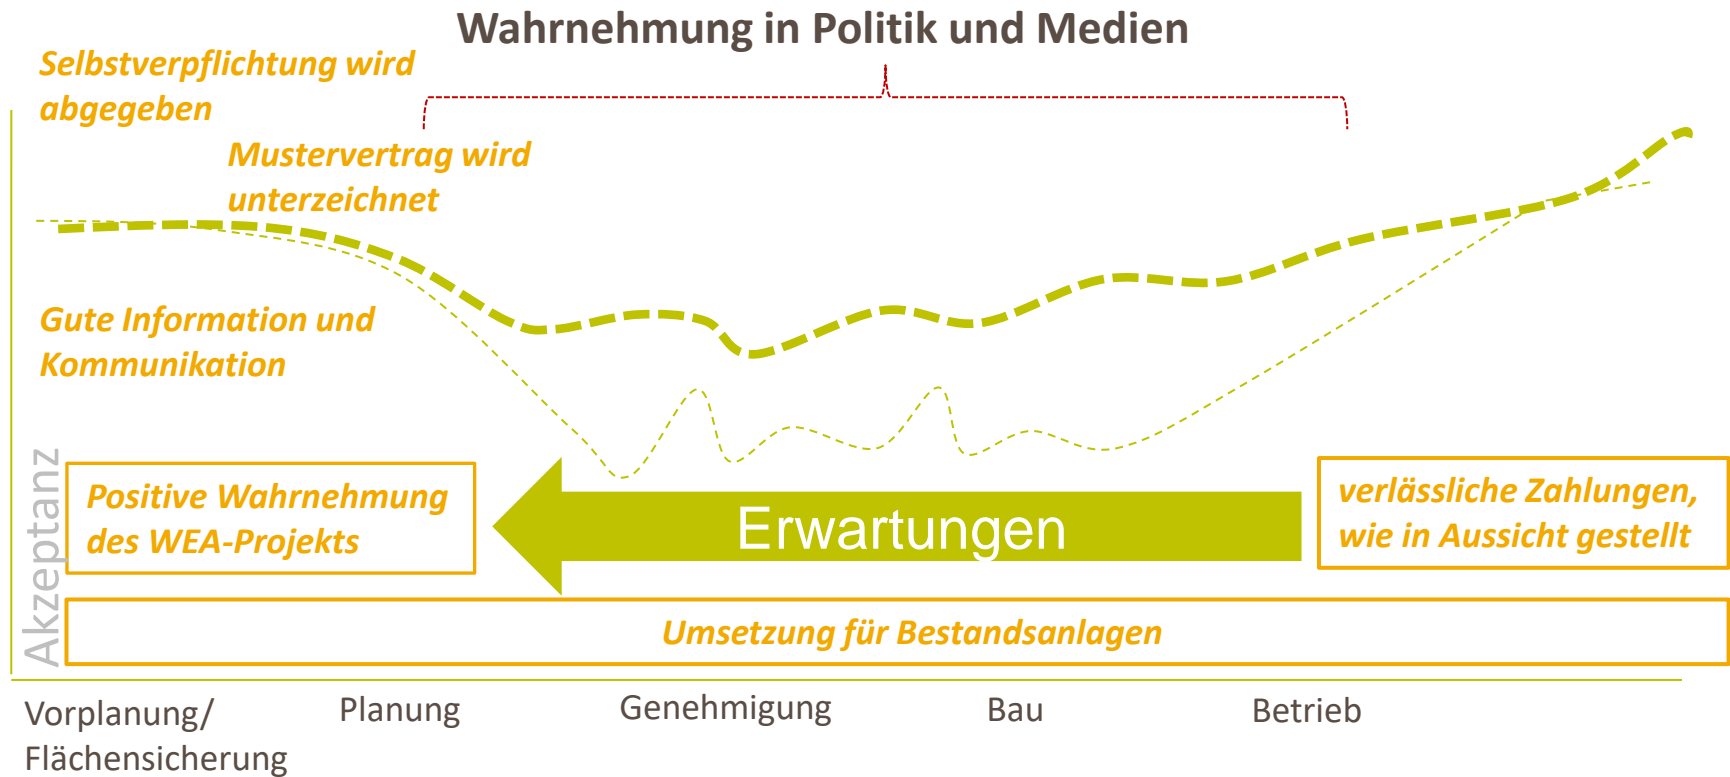 Wahrnehmung in Politik und Medien
Selbstverpflichtung wird
abgegeben
Mustervertrag wird
unterzeichnet
Gute Information und
Kommunikation
Akzeptanz
Positive Wahrnehmung
des WEA-Projekts
Erwartungen
verlässliche Zahlungen,
wie in Aussicht gestellt
Umsetzung für Bestandsanlagen
Vorplanung/
Flächensicherung
Planung
Genehmigung
Bau
Betrieb